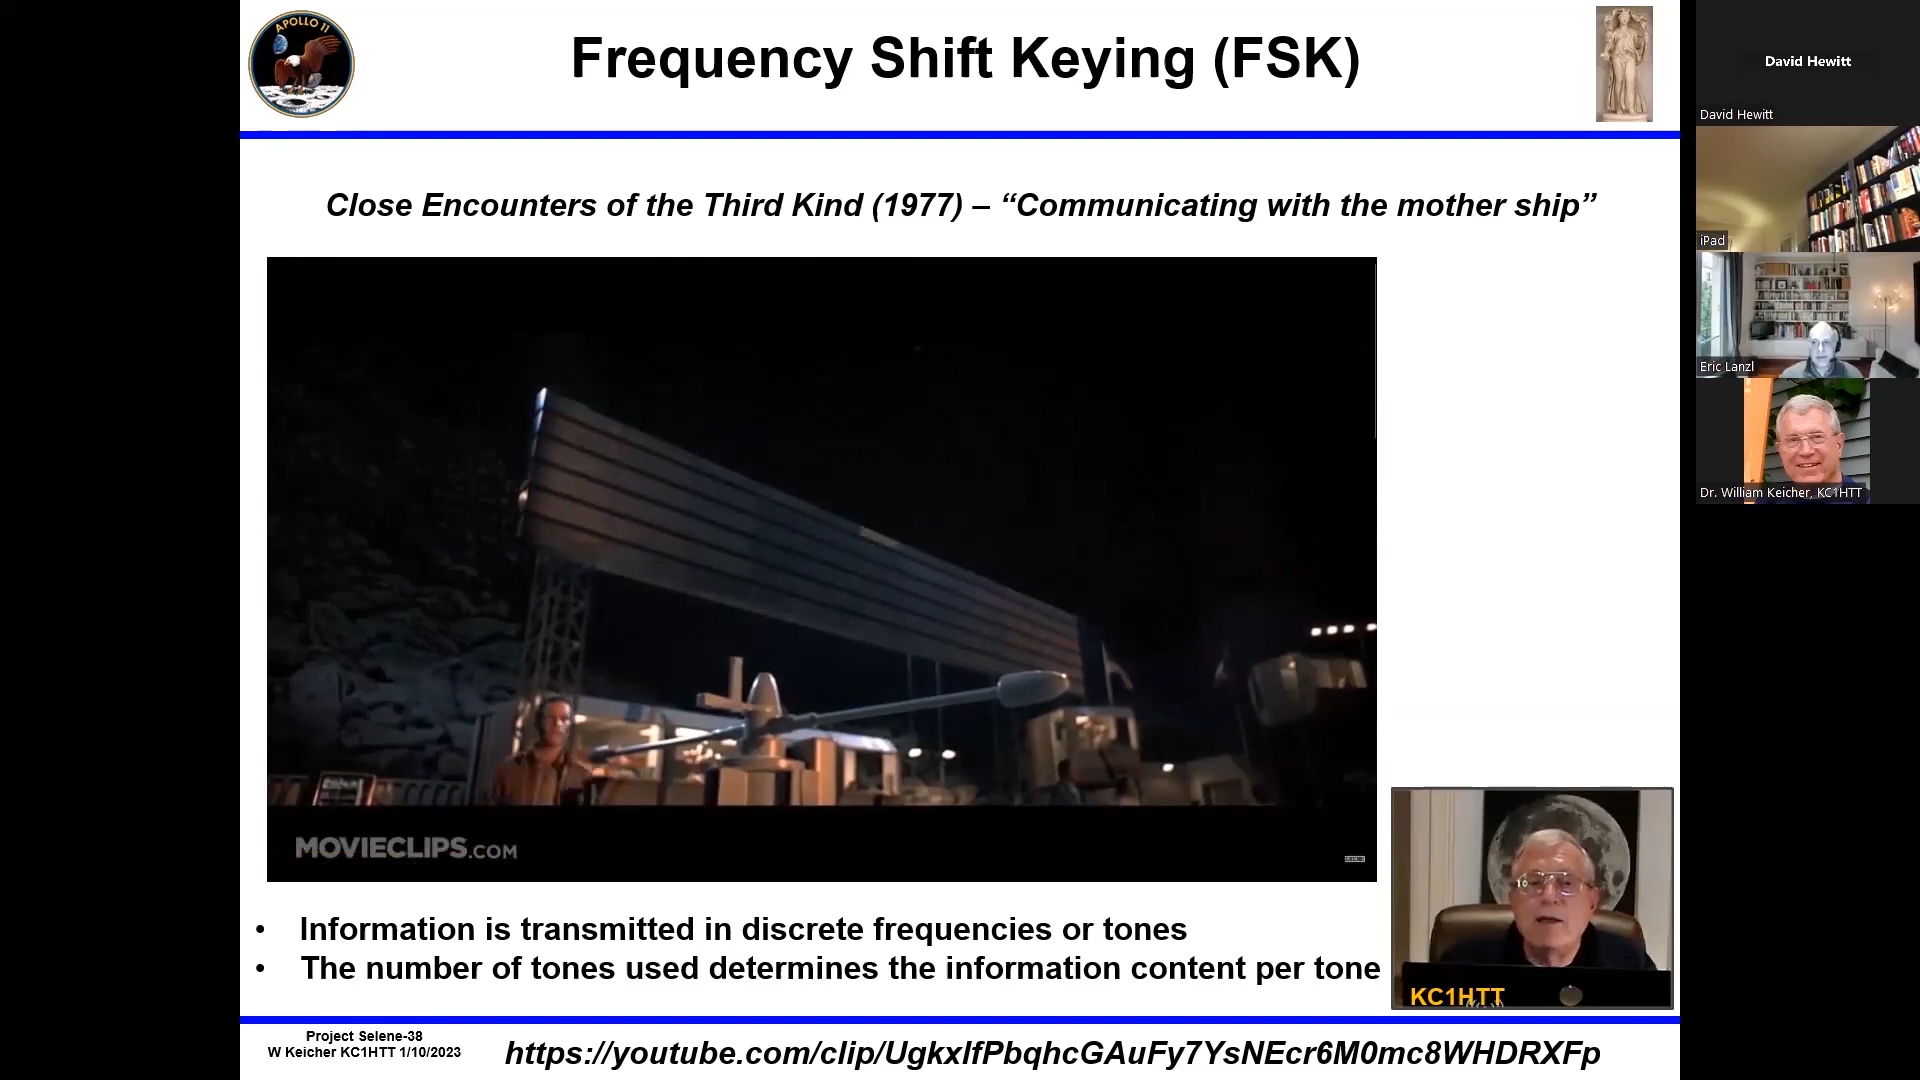 APOLLO 11
Frequency Shift Keying (FSK)
Close Encounters of the Third Kind (1977) – “Communicating with the mother ship”
MOVIECLIPS.COM
• Information is transmitted in discrete frequencies or tones
• The number of tones used determines the information content per tone
KC1HTT
Project Selene-38
W Keicher KC1HTT 1/10/2023
https://youtube.com/clip/UgkxIfPbqhcGAuFy7YsNEcr6M0mc8WHDRXFp
David Hewitt
David Hewitt
iPad
Eric Lanzl
Dr. William Keicher, KC1HTT